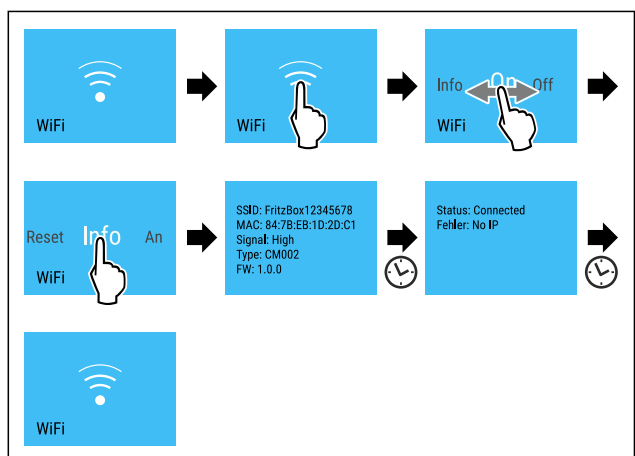 WiFi
WiFi
Info On Off
WiFi
Reset Info An
WiFi
SSID: FritzBox12345678
MAC: 84:7B:EB:1D:2D:C1
Signal: High
Type: CM002
FW: 1.0.0
Status: Connected
Fehler: No IP
WiFi